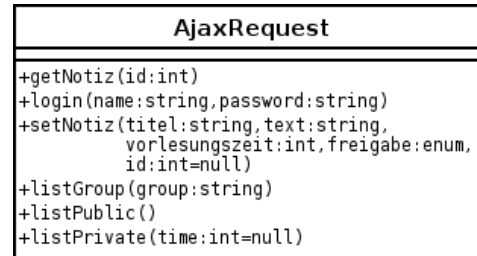 AjaxRequest
+getNotiz(id:int)
+login(name:string,password:string)
+setNotiz(titel:string,text:string,
vorlesungszeit:int,freigabe:enum,
id:int=null)
+listGroup(group:string)
+listPublic()
+listPrivate(time:int=null)